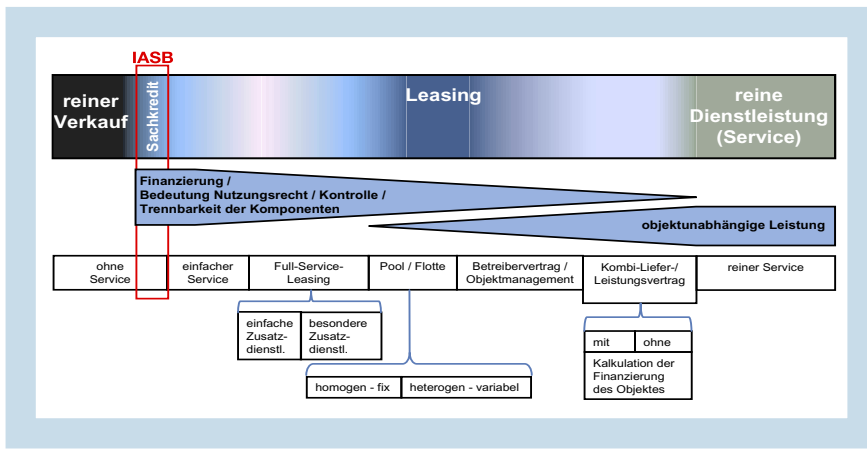 IASB
reiner
Verkauf
Sachkredit
Leasing
reine
Dienstleistung
(Service)
Finanzierung /
Bedeutung Nutzungsrecht / Kontrolle /
Trennbarkeit der Komponenten
objektunabhängige Leistung
ohne
Service
einfacher
Service
Full-Service-
Leasing
Pool / Flotte
Betreibervertrag /
Objektmanagement
Kombi-Liefer-/
Leistungsvertrag
reiner Service
einfache
Zusatz-
dienstl.
besondere
Zusatz-
dienstl.
mit
ohne
Kalkulation der
Finanzierung
des Objektes
homogen - fix
heterogen - variabel